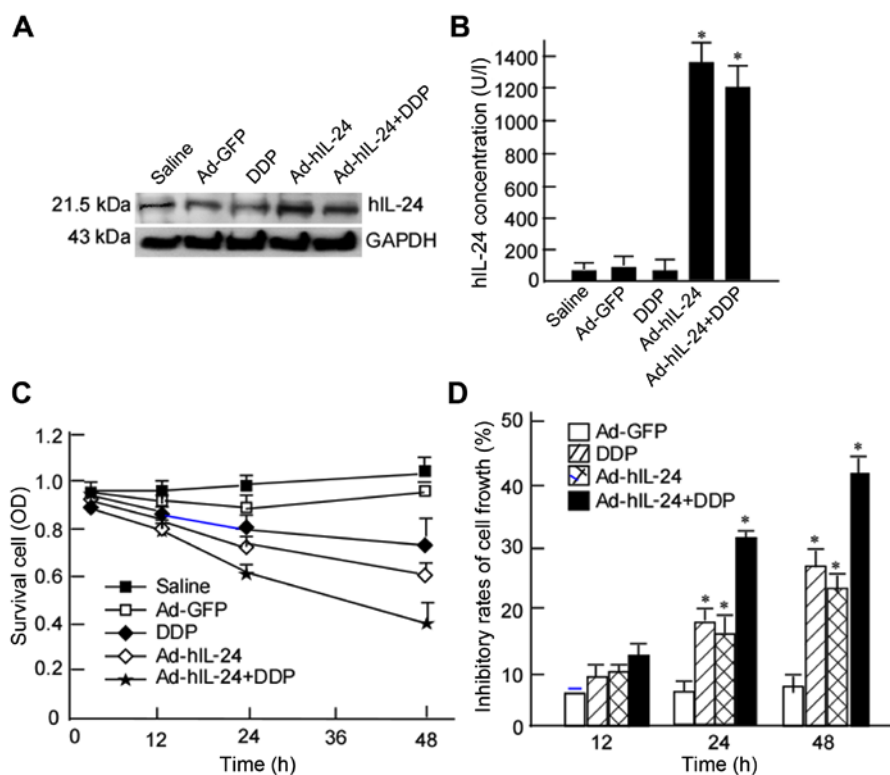 A
Saline
Ad-GFP
DDP
Ad-hIL-24
Ad-hIL-24+DDP
21.5 kDa
hIL-24
43 kDa
GAPDH
B
hIL-24 concentration (U/l)
1400
1200
1000
800
600
400
200
0
*
*
Saline
Ad-GFP
DDP
Ad-hIL-24
Ad-hIL-24+DDP
C
Survival cell (OD)
1.2
1.0
0.8
0.6
0.4
0.2
0
Saline
Ad-GFP
DDP
Ad-hIL-24
Ad-hIL-24+DDP
0 12 24 36 48
Time (h)
D
Inhibitory rates of cell frowth (%)
50
40
30
20
10
0
Ad-GFP
DDP
Ad-hIL-24
Ad-hIL-24+DDP
* * *
* * *
12 24 48
Time (h)